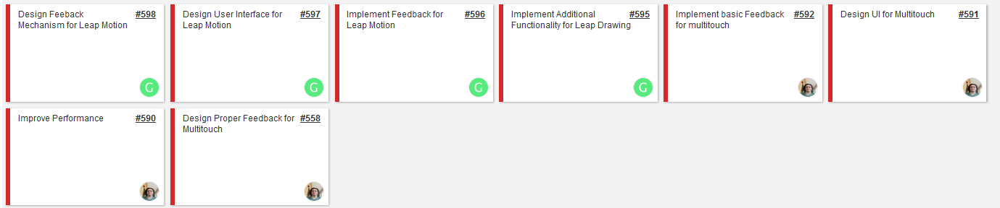 Design Feeback #598
Mechanism for Leap Motion
G
Design User Interface for #597
Leap Motion
G
Implement Feedback for #596
Leap Motion
G
Implement Additional #595
Functionality for Leap Drawing
G
Implement basic Feedback #592
for multitouch
Design UI for Multitouch #591
Improve Performance #590
Design Proper Feedback for #558
Multitouch